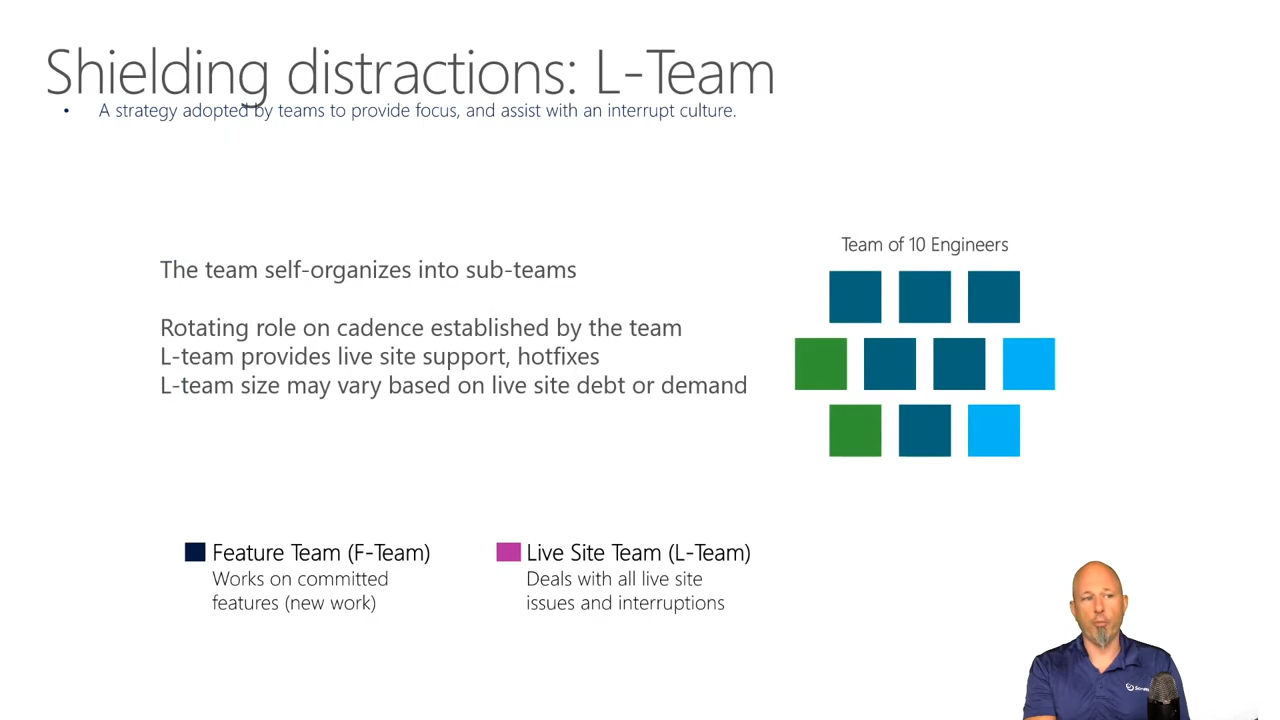 Shielding distractions: L-Team
• A strategy adopted by teams to provide focus, and assist with an interrupt culture.
The team self-organizes into sub-teams
Rotating role on cadence established by the team
L-team provides live site support, hotfixes
L-team size may vary based on live site debt or demand
Team of 10 Engineers
Feature Team (F-Team)
Works on committed
features (new work)
Live Site Team (L-Team)
Deals with all live site
issues and interruptions